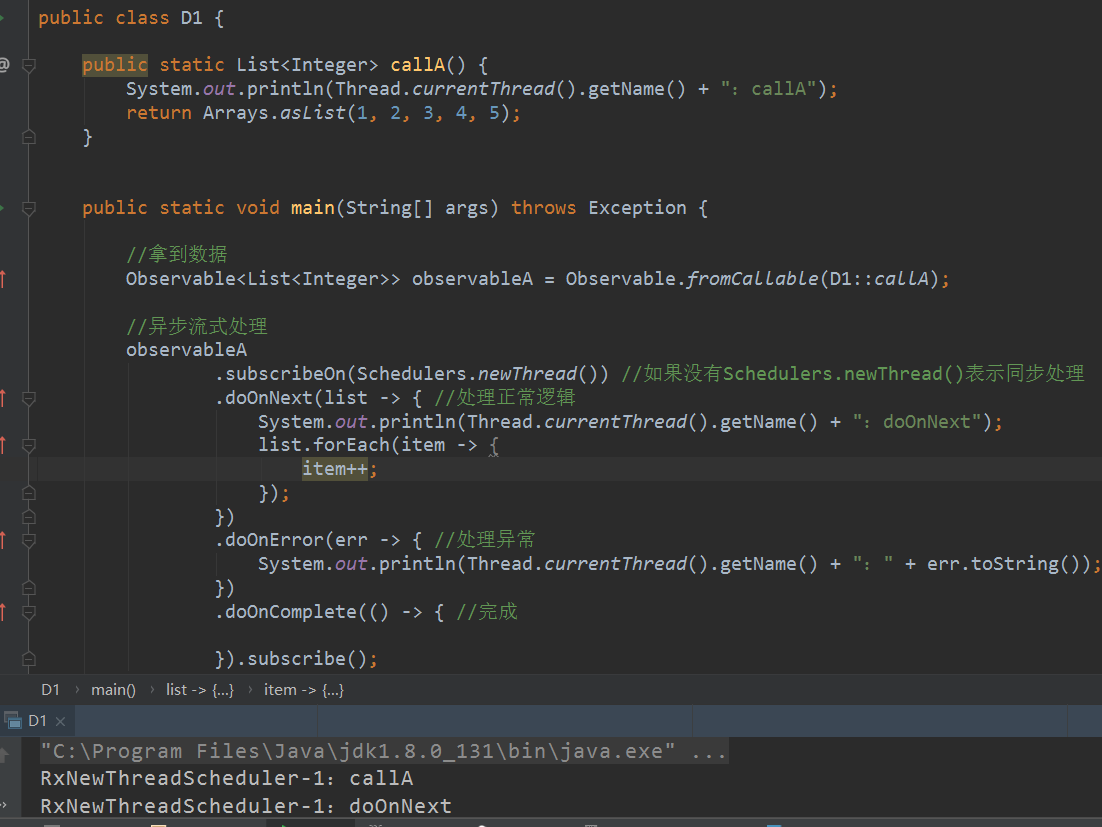 public class D1 {
public static List<Integer> callA() {
System.out.println(Thread.currentThread().getName() + "：callA");
return Arrays.asList(1, 2, 3, 4, 5);
}
public static void main(String[] args) throws Exception {
//拿到数据
Observable<List<Integer>> observableA = Observable.fromCallable(D1::callA);
//异步流式处理
observableA
.subscribeOn(Schedulers.newThread()) //如果没有Schedulers.newThread()表示同步处理
.doOnNext(list -> { //处理正常逻辑
System.out.println(Thread.currentThread().getName() + "：doOnNext");
list.forEach(item -> {
item++;
});
})
.doOnError(err -> { //处理异常
System.out.println(Thread.currentThread().getName() + "：" + err.toString());
})
.doOnComplete(() -> { //完成
}).subscribe();
D1 › main() › list -> {...} › item -> {...}
D1 ×
"C:\Program Files\Java\jdk1.8.0_131\bin\java.exe" ...
RxNewThreadScheduler-1：callA
RxNewThreadScheduler-1：doOnNext